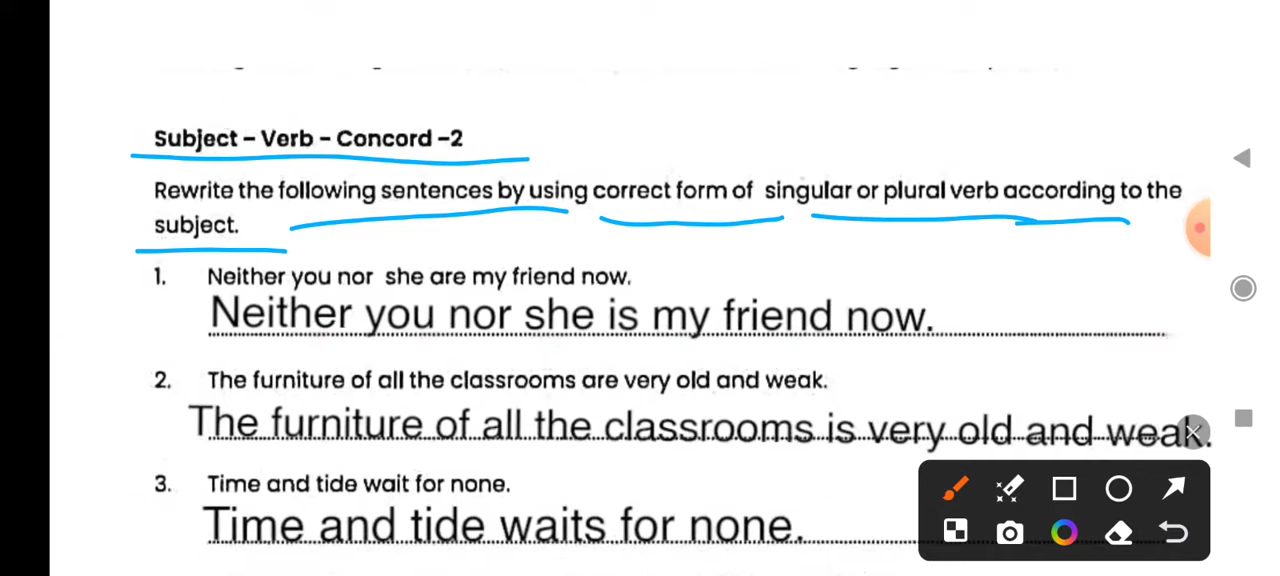 Subject – Verb – Concord –2
Rewrite the following sentences by using correct form of singular or plural verb according to the
subject.
1. Neither you nor she are my friend now.
Neither you nor she is my friend now.
2. The furniture of all the classrooms are very old and weak.
The furniture of all the classrooms is very old and weak.
3. Time and tide wait for none.
Time and tide waits for none.